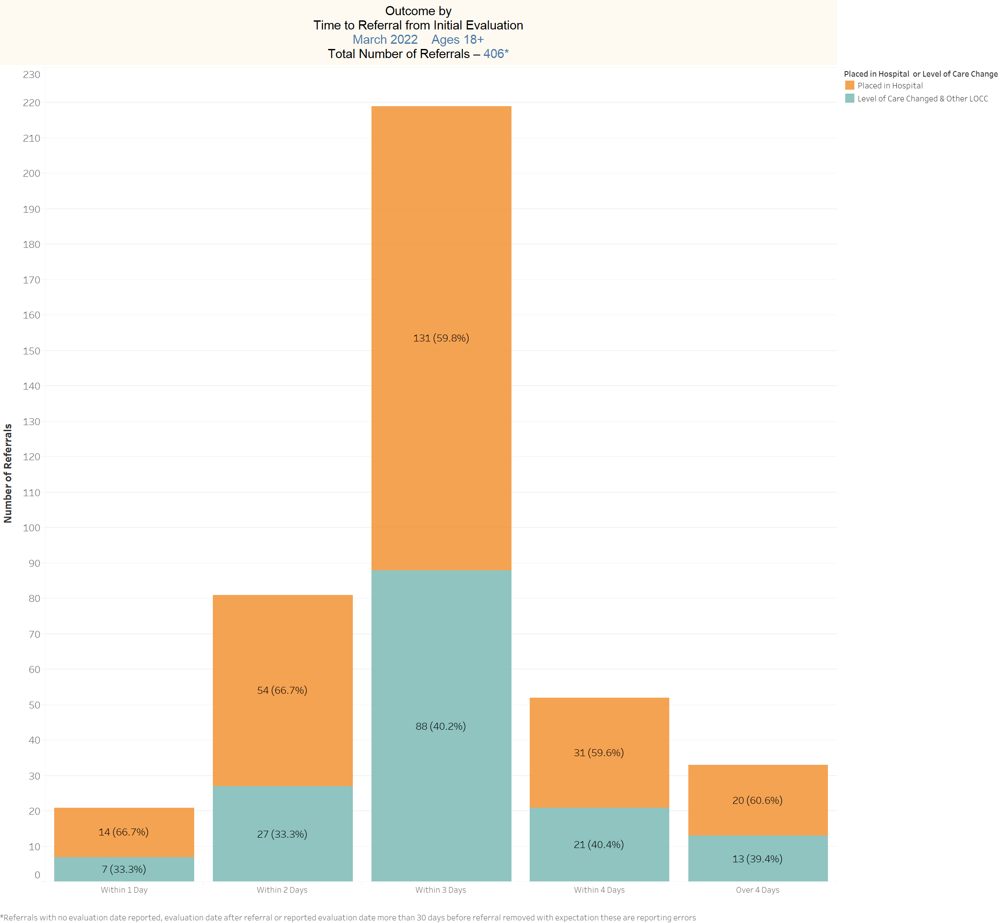 Outcome by
Time to Referral from Initial Evaluation
March 2022 Ages 18+
Total Number of Referrals – 406*
Placed in Hospital or Level of Care Change
Placed in Hospital
Level of Care Changed & Other LOCC
Number of Referrals
230
220
210
200
190
180
170
160
150
140
130
120
110
100
90
80
70
60
50
40
30
20
10
0
14 (66.7%)
7 (33.3%)
54 (66.7%)
27 (33.3%)
131 (59.8%)
88 (40.2%)
31 (59.6%)
21 (40.4%)
20 (60.6%)
13 (39.4%)
Within 1 Day
Within 2 Days
Within 3 Days
Within 4 Days
Over 4 Days
*Referrals with no evaluation date reported, evaluation date after referral or reported evaluation date more than 30 days before referral removed with expectation these are reporting errors